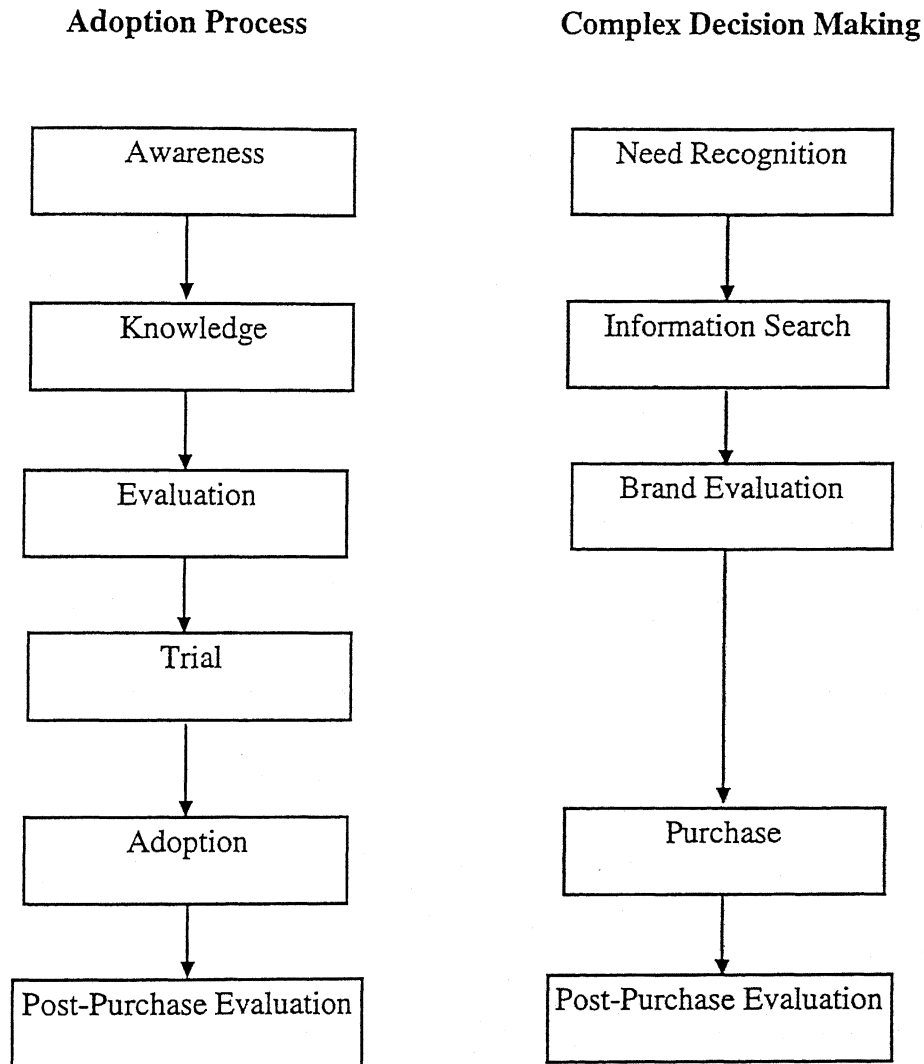 Adoption Process
Complex Decision Making
Awareness
Need Recognition
Knowledge
Information Search
Evaluation
Brand Evaluation
Trial
Adoption
Purchase
Post-Purchase Evaluation
Post-Purchase Evaluation